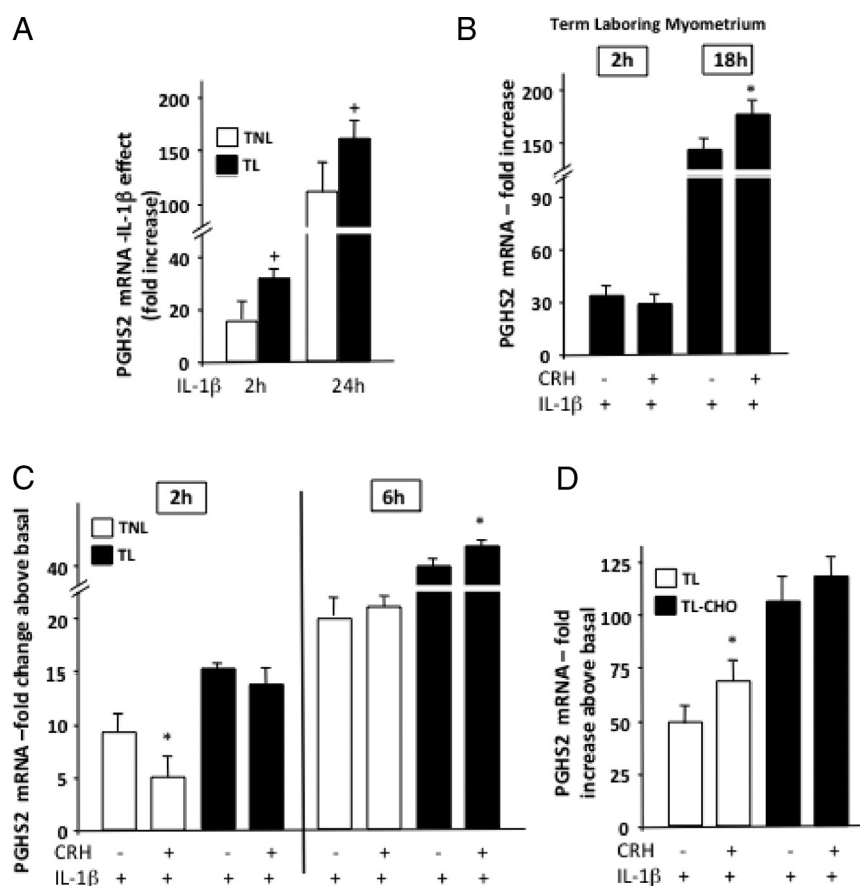 A
PGHS2 mRNA -IL-1β effect
(fold increase)
200
150
100
40
20
0
TNL
TL
+
+
IL-1β 2h 24h
B
Term Laboring Myometrium
2h 18h
PGHS2 mRNA – fold increase
200
150
90
60
30
0
*
CRH - + - +
IL-1β + + + +
C
2h 6h
PGHS2 mRNA –fold change above basal
TNL
TL
40
20
15
10
5
0
*
*
CRH - + - + - + - +
IL-1β + + + + + + + +
D
PGHS2 mRNA – fold
increase above basal
125
100
75
50
25
0
TL
TL-CHO
*
CRH - + - +
IL-1β + + + +